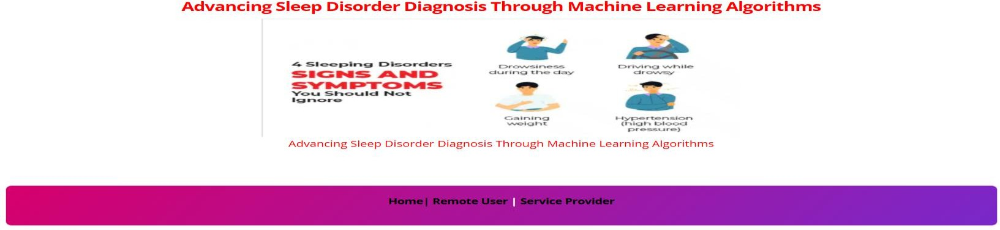 Advancing Sleep Disorder Diagnosis Through Machine Learning Algorithms
4 Sleeping Disorders
SIGNS AND
SYMPTOMS
You Should Not
Ignore
Drowsiness
during the day
Driving while
drowsy
Gaining
weight
Hypertension
(high blood
pressure)
Advancing Sleep Disorder Diagnosis Through Machine Learning Algorithms
Home| Remote User | Service Provider